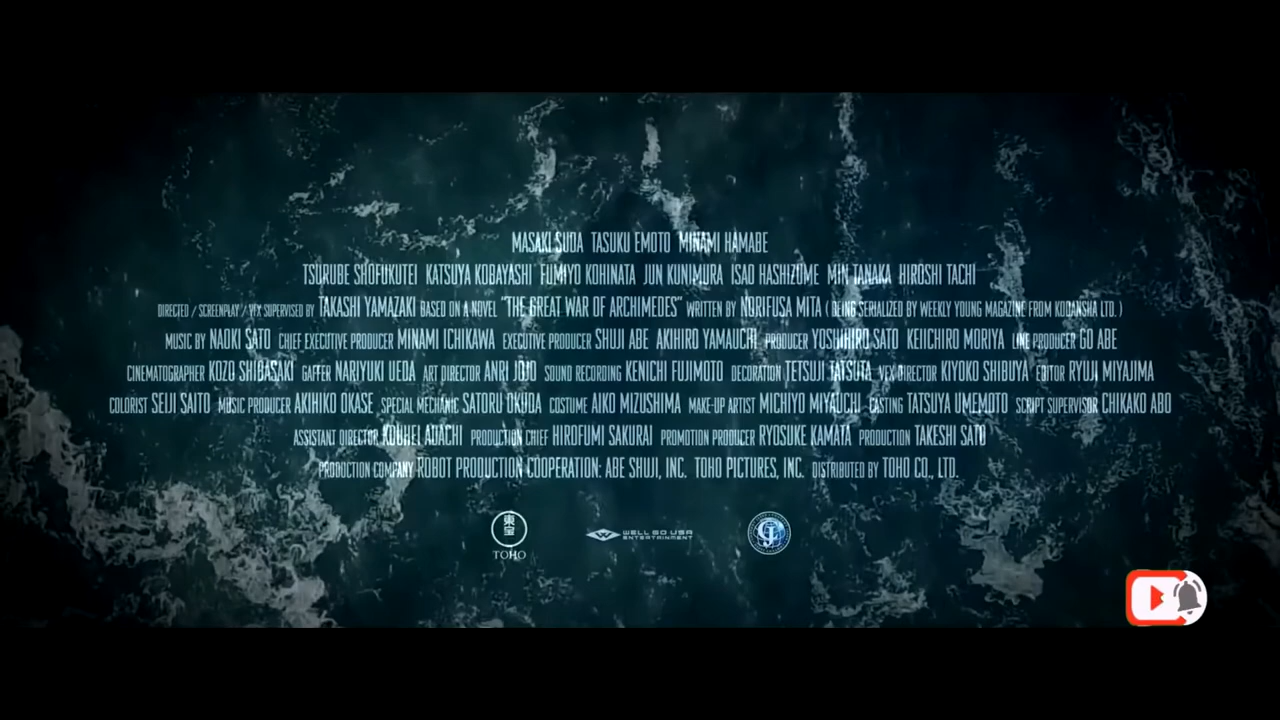 MASAKI SUDA TASUKU EMOTO MINAMI HAMABE
TSURUBE SHOFUKUTEI KATSUYA KOBAYASHI FUMIYO KOHINATA JUN KUNIMURA ISAO HASHIZUME MIN TANAKA HIROSHI TACHI
DIRECTED / SCREENPLAY / VFX SUPERVISED BY TAKASHI YAMAZAKI BASED ON A NOVEL "THE GREAT WAR OF ARCHIMEDES" WRITTEN BY NORIFUSA MITA ( BEING SERIALIZED BY WEEKLY YOUNG MAGAZINE FROM KODANSHA LTD. )
MUSIC BY NAOKI SATO CHIEF EXECUTIVE PRODUCER MINAMI ICHIKAWA EXECUTIVE PRODUCER SHUJI ABE AKIHIRO YAMAUCHI PRODUCER YOSHIHIRO SATO KEIICHIRO MORIYA LINE PRODUCER GO ABE
CINEMATOGRAPHER KOZO SHIBASAKI GAFFER NARIYUKI UEDA ART DIRECTOR ANRI JOJO SOUND RECORDING KENICHI FUJIMOTO DECORATION TETSUJI TATSUTA VFX DIRECTOR KIYOKO SHIBUYA EDITOR RYUJI MIYAJIMA
COLORIST SEIJI SAITO MUSIC PRODUCER AKIHIKO OKASE SPECIAL MECHANIC SATORU OKUDA COSTUME AIKO MIZUSHIMA MAKE-UP ARTIST MICHIYO MIYAUCHI CASTING TATSUYA UMEMOTO SCRIPT SUPERVISOR CHIKAKO ABO
ASSISTANT DIRECTOR KOUHEI ADACHI PRODUCTION CHIEF HIROFUMI SAKURAI PROMOTION PRODUCER RYOSUKE KAMATA PRODUCTION TAKESHI SATO
PRODUCTION COMPANY ROBOT PRODUCTION COOPERATION: ABE SHUJI, INC. TOHO PICTURES, INC. DISTRIBUTED BY TOHO CO., LTD.
東宝
TOHO
WELL GO USA
ENTERTAINMENT